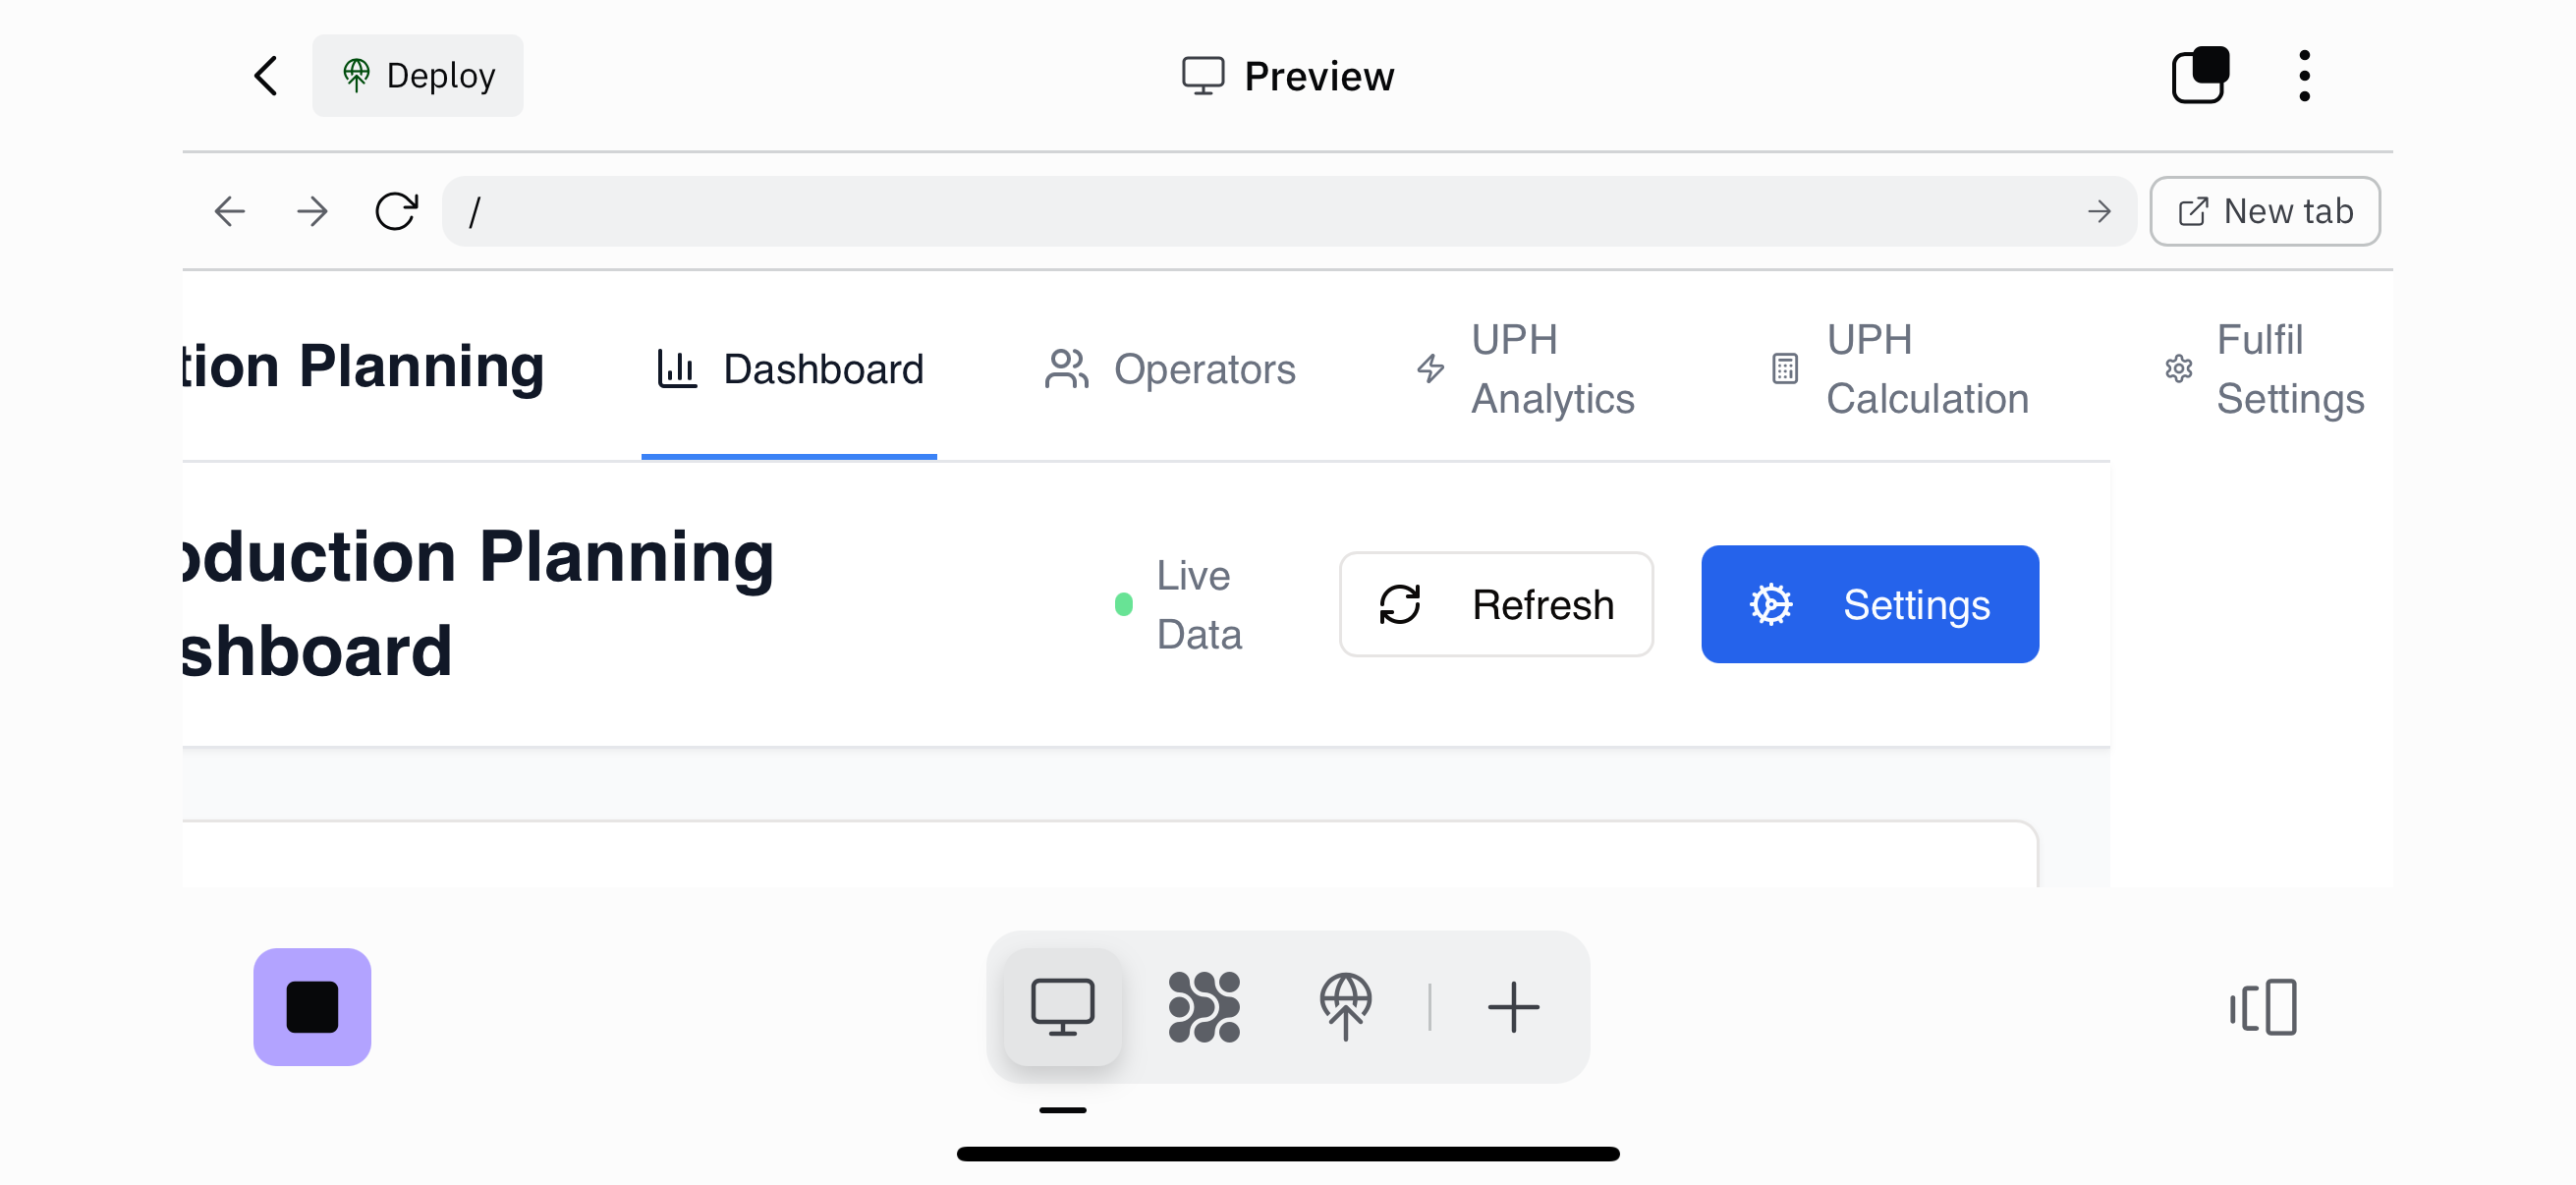 Deploy
Preview
/
New tab
tion Planning
Dashboard
Operators
UPH
Analytics
UPH
Calculation
Fulfil
Settings
oduction Planning
shboard
Live
Data
Refresh
Settings